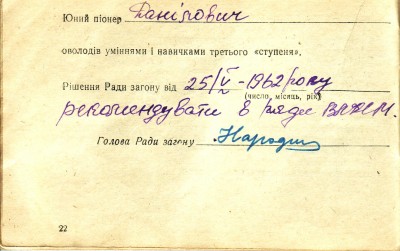 Юний піонер Данілович
оволодів уміннями і навичками третього «ступеня»,
Рішення Ради загону від 25/V-1962 року
(число, місяць, рік)
рекомендувати в ряди ВЛКСМ.
Голова Ради загону
22